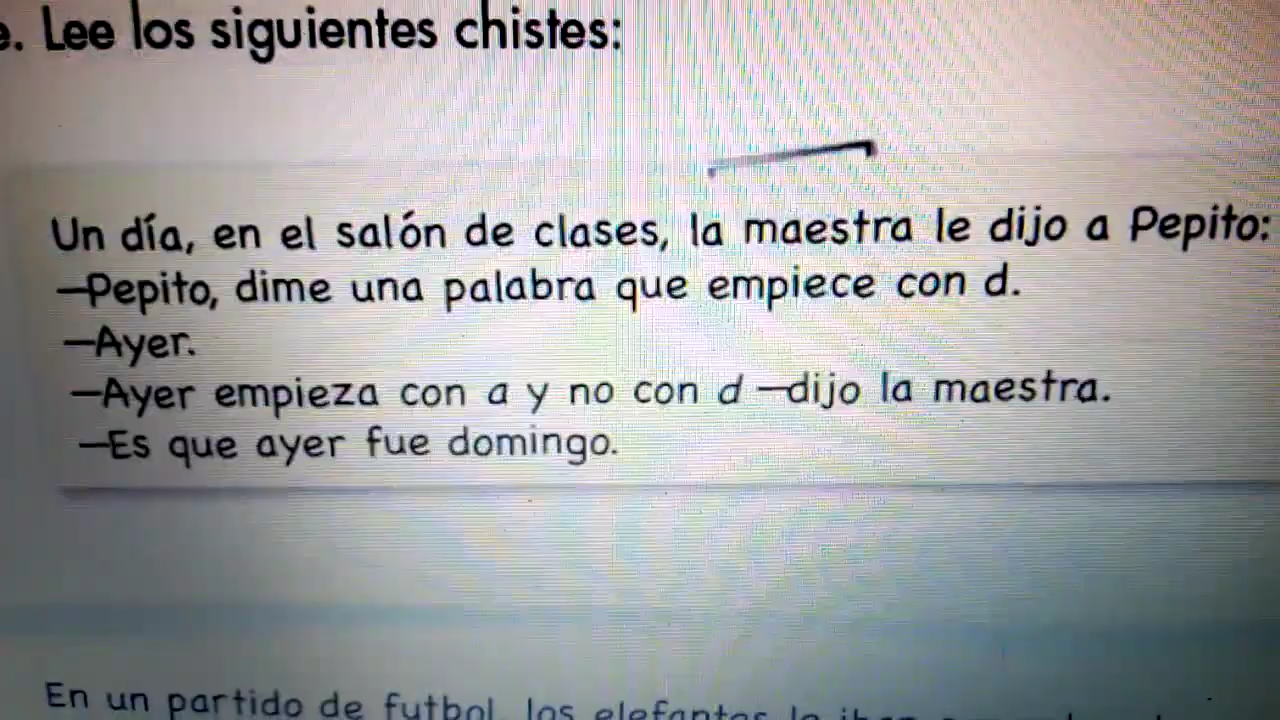 e. Lee los siguientes chistes:
Un día, en el salón de clases, la maestra le dijo a Pepito:
—Pepito, dime una palabra que empiece con d.
—Ayer.
—Ayer empieza con a y no con d —dijo la maestra.
—Es que ayer fue domingo.
En un partido de futbol, los elefantes le iban